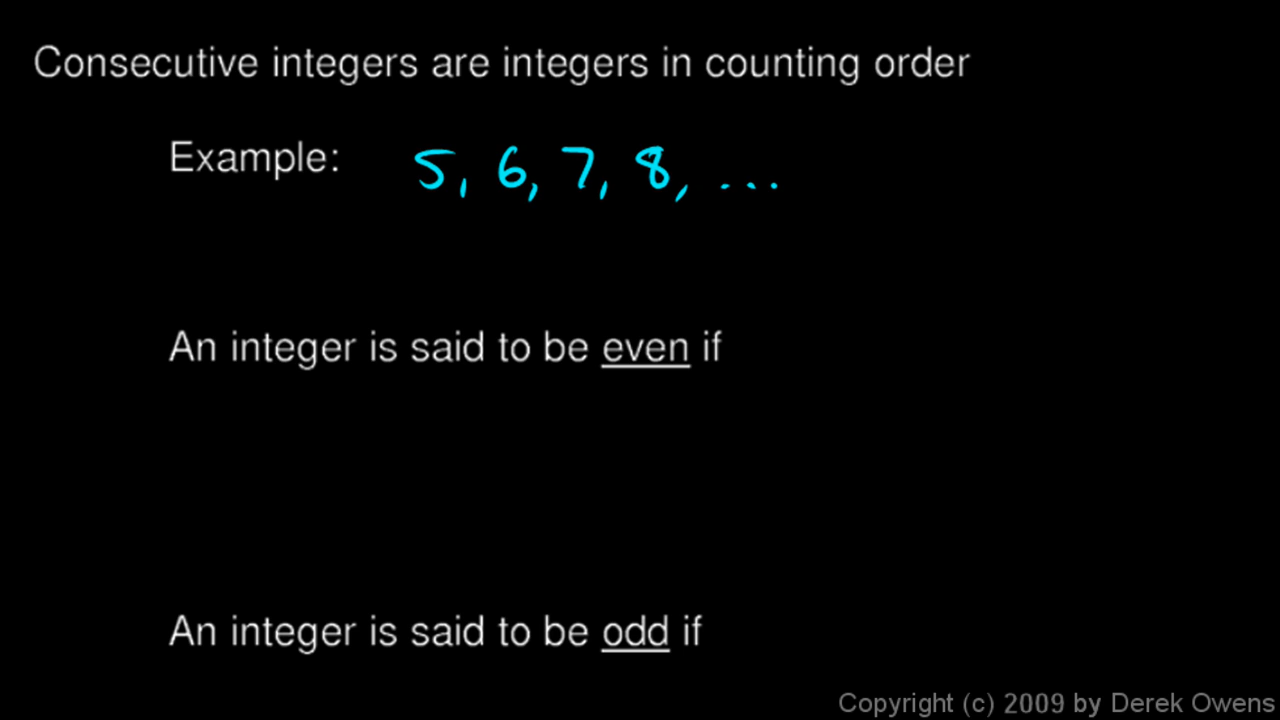 Consecutive integers are integers in counting order
Example: 5, 6, 7, 8, ...
An integer is said to be even if
An integer is said to be odd if
Copyright (c) 2009 by Derek Owens